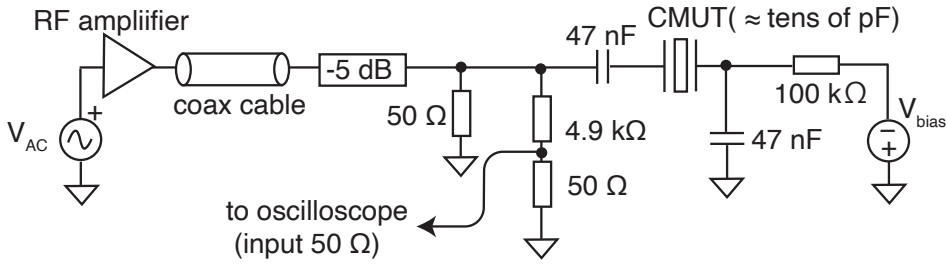 RF ampliifier
CMUT( ≈ tens of pF)
47 nF
-5 dB
coax cable
100 kΩ
50 Ω
4.9 kΩ
V_AC
+
V_bias
−
+
47 nF
50 Ω
to oscilloscope
(input 50 Ω)